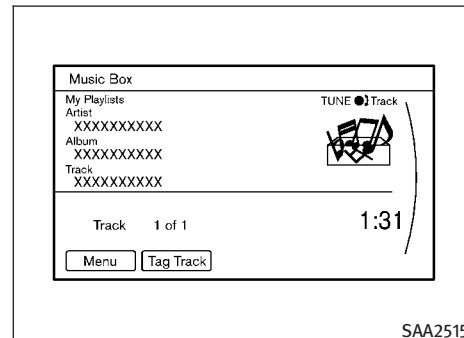 Music Box
My Playlists
TUNE Track
Artist
XXXXXXXXXX
Album
XXXXXXXXXX
Track
XXXXXXXXXX
Track 1 of 1
1:31
Menu
Tag Track
SAA2515